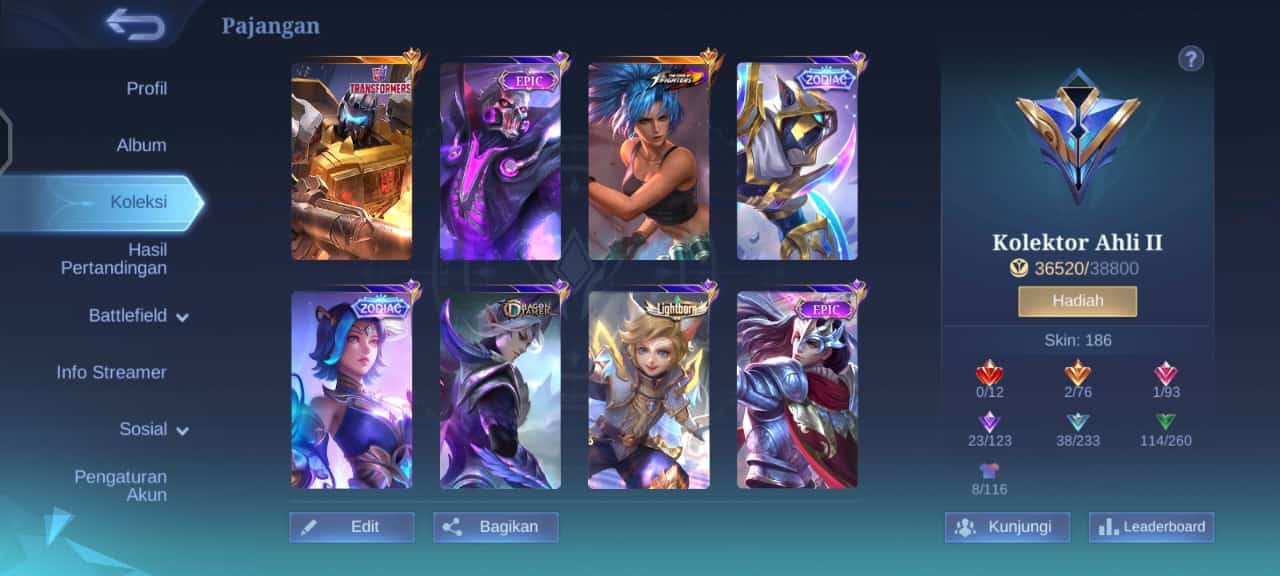 Pajangan
Profil
Album
Koleksi
Hasil
Pertandingan
Battlefield
Info Streamer
Sosial
Pengaturan
Akun
TRANSFORMERS
EPIC
THE KING OF
FIGHTERS
ZODIAC
ZODIAC
DRAGON
TAMER
Lightborn
EPIC
Edit
Bagikan
?
Kolektor Ahli II
36520/38800
Hadiah
Skin: 186
0/12
2/76
1/93
23/123
38/233
114/260
8/116
Kunjungi
Leaderboard